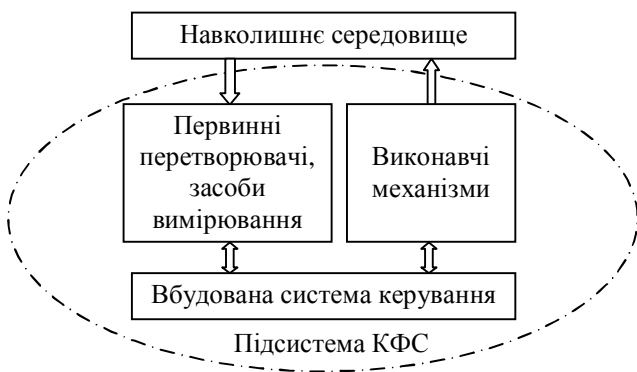 Навколишнє середовище
Первинні
перетворювачі,
засоби
вимірювання
Виконавчі
механізми
Вбудована система керування
Підсистема КФС